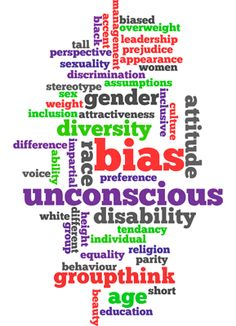 management
accent
black
biased
overweight
leadership
tall
prejudice
perspective
appearance
sexuality
women
discrimination
stereotype
assumptions
sex
gender
inclusive
weight
culture
inclusion
attractiveness
attitude
diversity
difference
impartial
race
bias
ability
voice
preference
unconscious
white
different
group
height
disability
tendancy
individual
equality
religion
behaviour
parity
groupthink
short
beauty
age
education